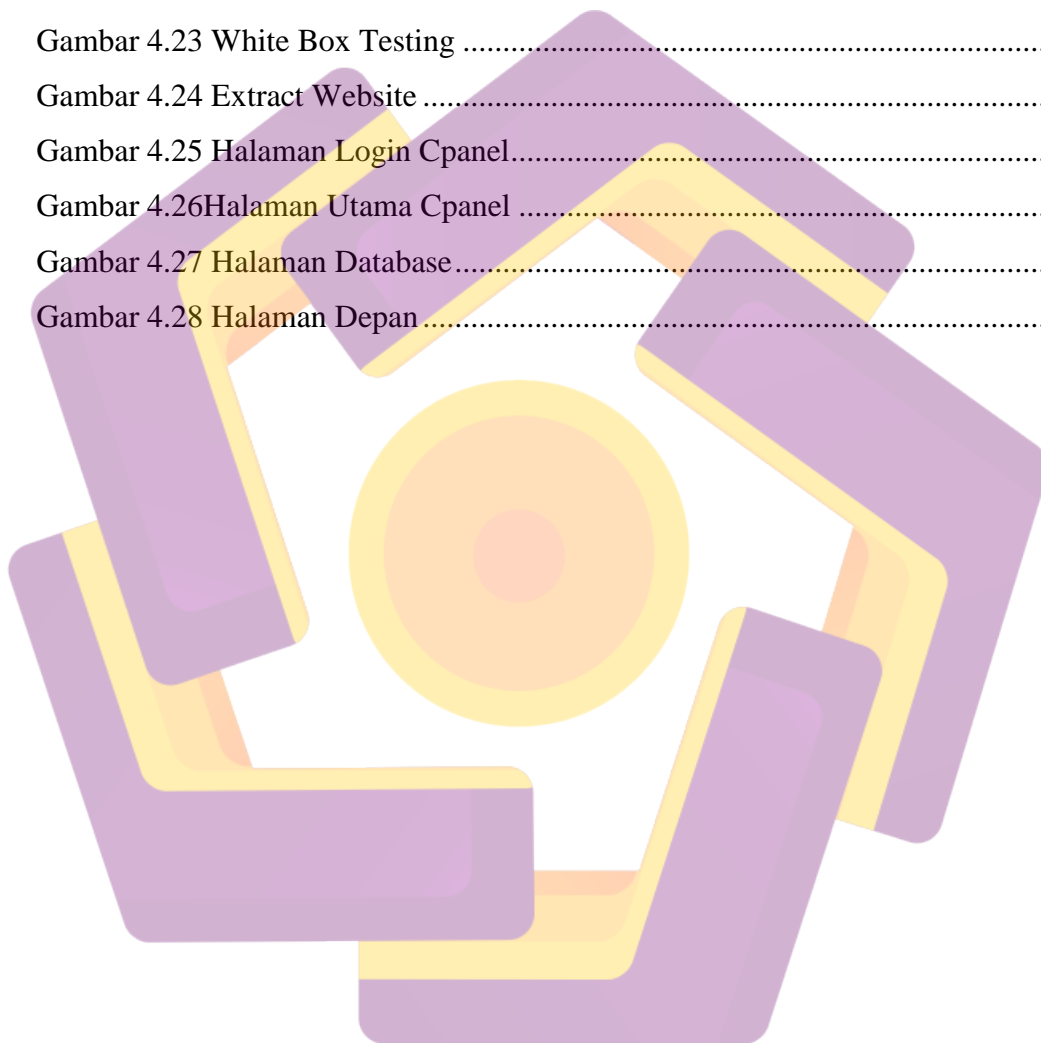 Gambar 4.23 White Box Testing ........................................................................
Gambar 4.24 Extract Website .............................................................................
Gambar 4.25 Halaman Login Cpanel..................................................................
Gambar 4.26Halaman Utama Cpanel .................................................................
Gambar 4.27 Halaman Database.........................................................................
Gambar 4.28 Halaman Depan .............................................................................